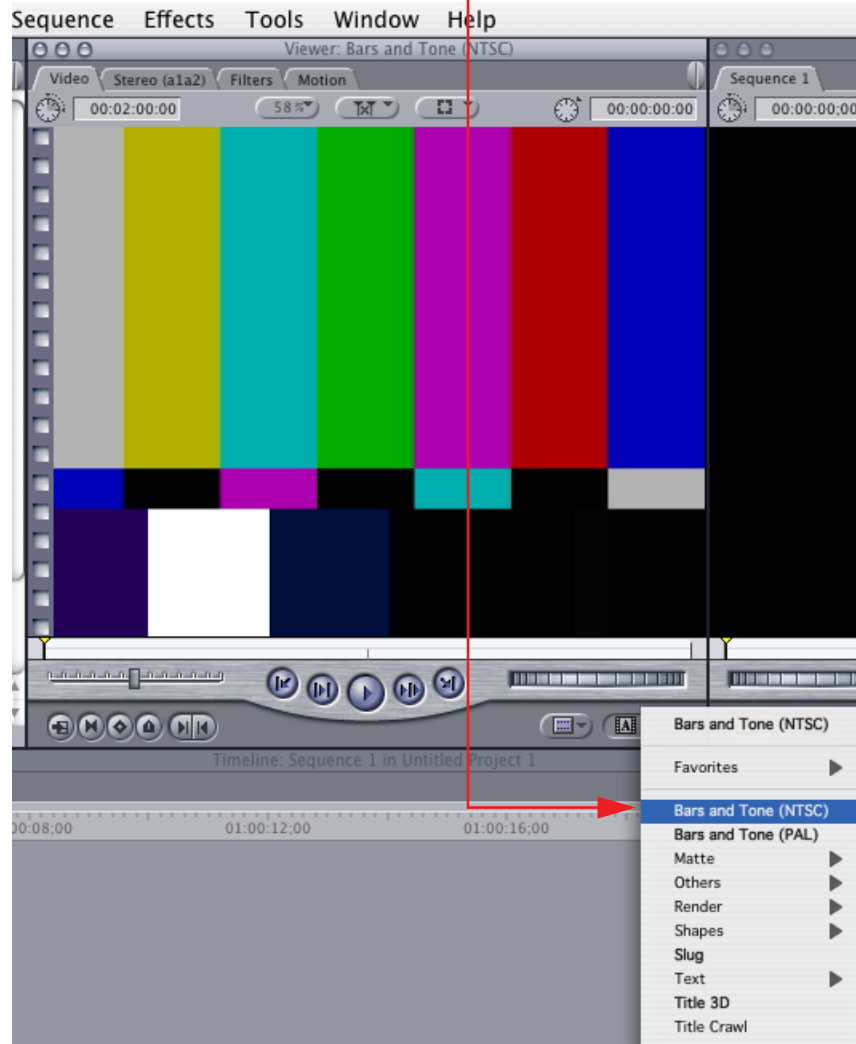 Sequence Effects Tools Window Help
Viewer: Bars and Tone (NTSC)
Video Stereo (a1a2) Filters Motion
Sequence 1
00:02:00:00 58% 00:00:00:00
00:00:00;00
Timeline: Sequence 1 in Untitled Project 1
00:08;00 01:00:12;00 01:00:16;00
A
Bars and Tone (NTSC)
Favorites
Bars and Tone (NTSC)
Bars and Tone (PAL)
Matte
Others
Render
Shapes
Slug
Text
Title 3D
Title Crawl